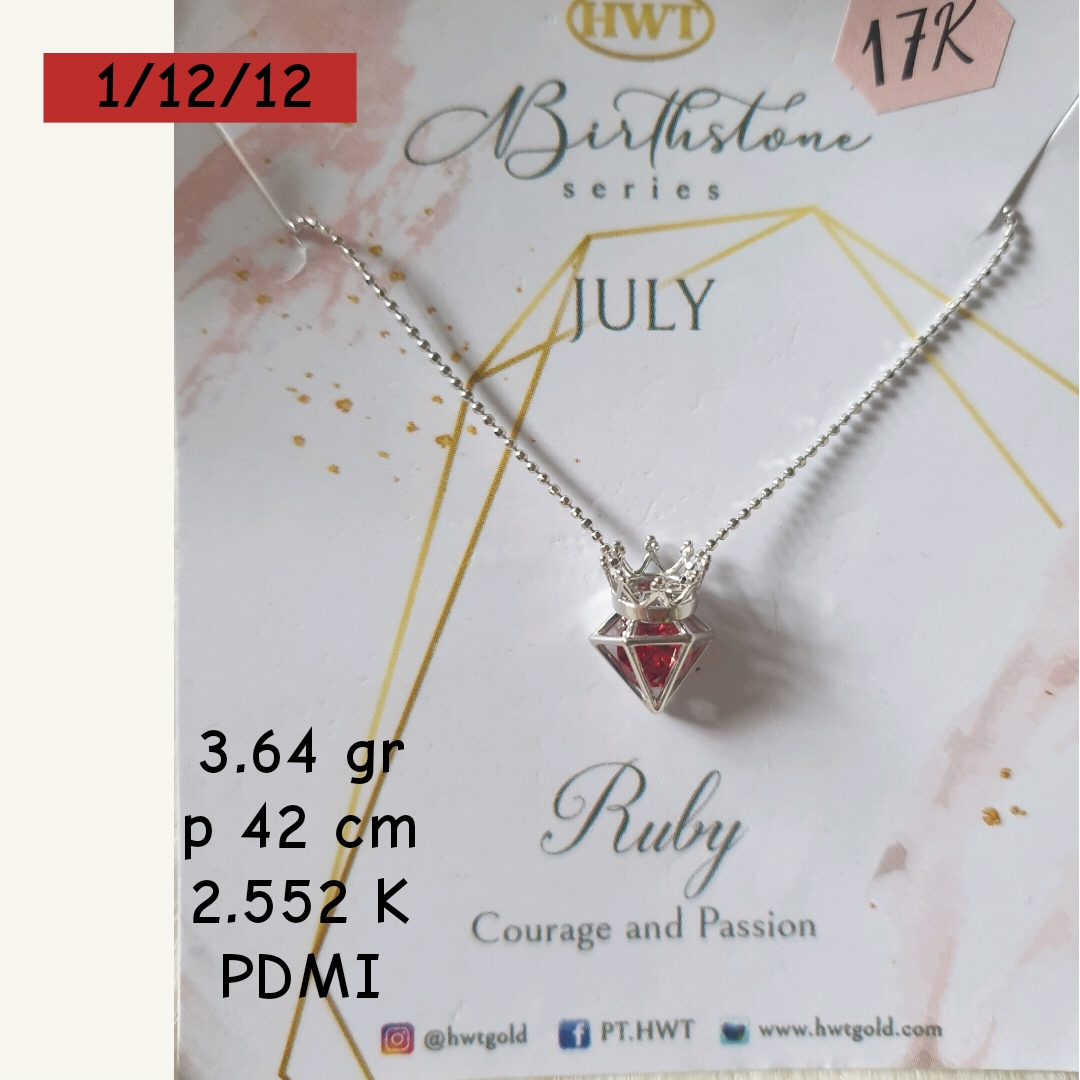 HWT
17K
1/12/12
Birthstone
series
JULY
3.64 gr
p 42 cm
2.552 K
PDMI
Ruby
Courage and Passion
@hwtgold PT.HWT www.hwtgold.com